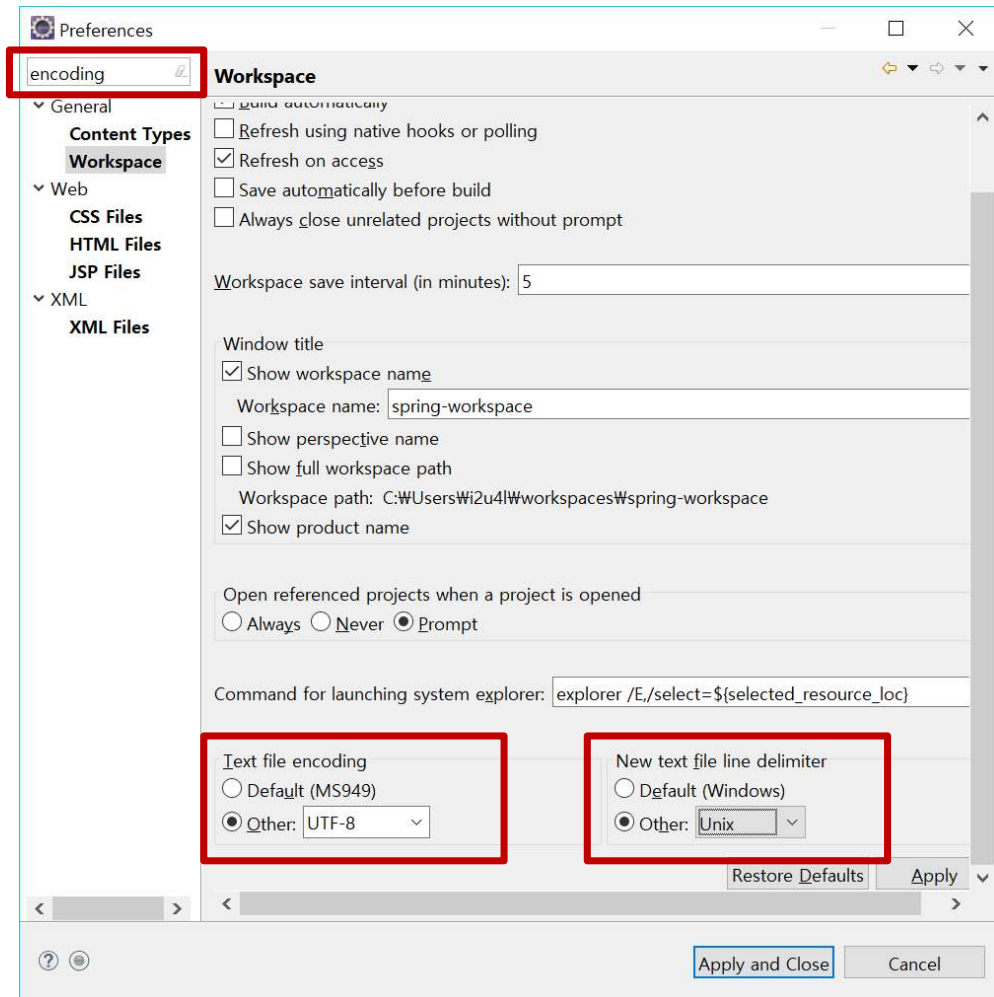 Preferences
encoding
Workspace
General
Content Types
Workspace
Web
CSS Files
HTML Files
JSP Files
XML
XML Files
Build automatically
Refresh using native hooks or polling
Refresh on access
Save automatically before build
Always close unrelated projects without prompt
Workspace save interval (in minutes): 5
Window title
Show workspace name
Workspace name: spring-workspace
Show perspective name
Show full workspace path
Workspace path: C:₩Users₩i2u4l₩workspaces₩spring-workspace
Show product name
Open referenced projects when a project is opened
Always Never Prompt
Command for launching system explorer: explorer /E,/select=${selected_resource_loc}
Text file encoding
Default (MS949)
Other: UTF-8
New text file line delimiter
Default (Windows)
Other: Unix
Restore Defaults Apply
Apply and Close Cancel